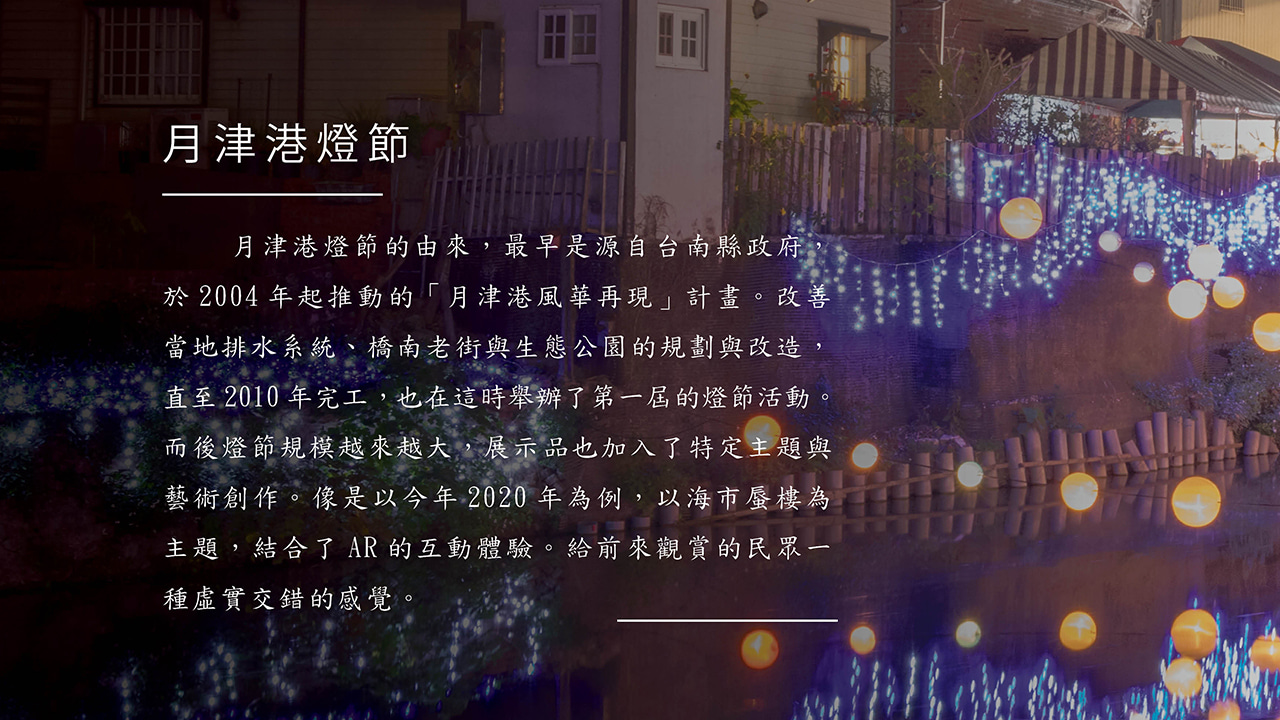 月津港燈節
月津港燈節的由來，最早是源自台南縣政府，
於 2004 年起推動的「月津港風華再現」計畫。改善
當地排水系統、橋南老街與生態公園的規劃與改造，
直至 2010 年完工，也在這時舉辦了第一屆的燈節活動。
而後燈節規模越來越大，展示品也加入了特定主題與
藝術創作。像是以今年 2020 年為例，以海市蜃樓為
主題，結合了 AR 的互動體驗。給前來觀賞的民眾一
種虛實交錯的感覺。